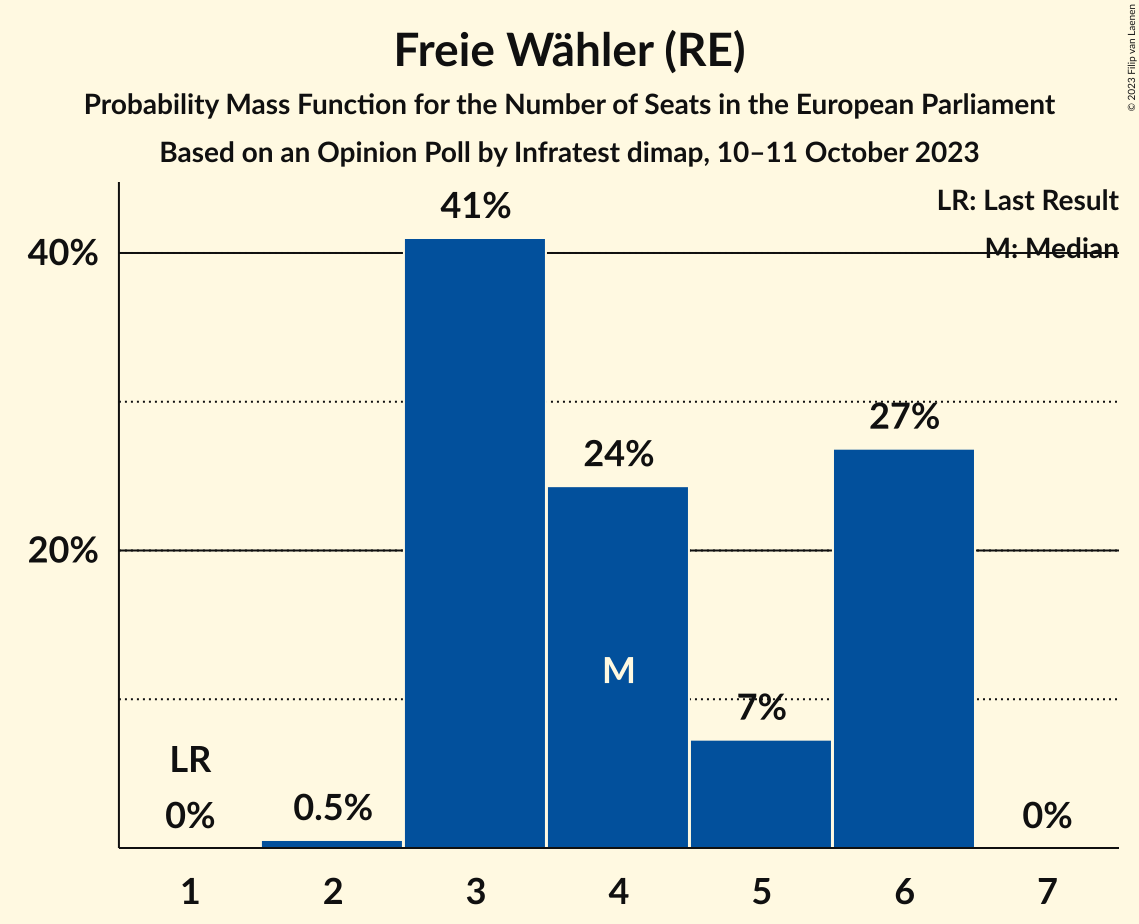 Freie Wähler (RE)
Probability Mass Function for the Number of Seats in the European Parliament
Based on an Opinion Poll by Infratest dimap, 10–11 October 2023
© 2023 Filip van Laenen
LR: Last Result
M: Median
40%
20%
41%
24%
27%
7%
0.5%
0%
0%
LR
M
1 2 3 4 5 6 7